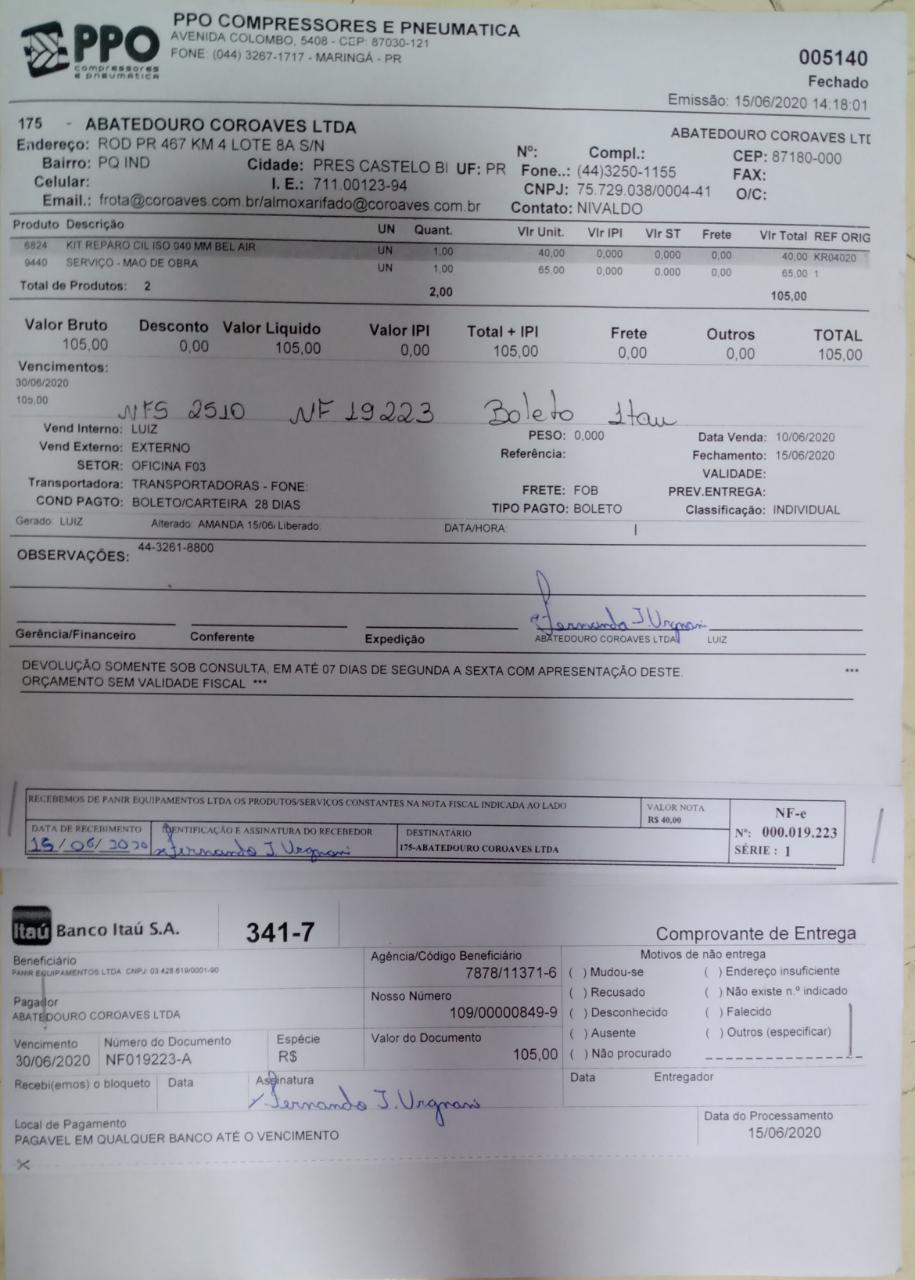 PPO
compressores
e pneumática
PPO COMPRESSORES E PNEUMATICA
AVENIDA COLOMBO, 5408 - CEP: 87030-121
FONE: (044) 3267-1717 - MARINGÁ - PR
005140
Fechado
Emissão: 15/06/2020 14:18:01
175 - ABATEDOURO COROAVES LTDA
ABATEDOURO COROAVES LTD
Endereço: ROD PR 467 KM 4 LOTE 8A S/N Nº: Compl.: CEP: 87180-000
Bairro: PQ IND Cidade: PRES CASTELO BI UF: PR Fone..: (44)3250-1155 FAX:
Celular: I. E.: 711.00123-94 CNPJ: 75.729.038/0004-41 O/C:
Email.: frota@coroaves.com.br/almoxarifado@coroaves.com.br Contato: NIVALDO
Produto Descrição UN Quant. Vlr Unit. Vlr IPI Vlr ST Frete Vlr Total REF ORIG
6824 KIT REPARO CIL ISO 040 MM BEL AIR UN 1,00 40,00 0,000 0,000 0,00 40,00 KR04020
9440 SERVIÇO - MAO DE OBRA UN 1,00 65,00 0,000 0,000 0,00 65,00 1
Total de Produtos: 2 2,00 105,00
Valor Bruto Desconto Valor Liquido Valor IPI Total + IPI Frete Outros TOTAL
105,00 0,00 105,00 0,00 105,00 0,00 0,00 105,00
Vencimentos:
30/06/2020
105,00
NFS 2510 NF 19223 Boleto Itau
Vend Interno: LUIZ PESO: 0,000 Data Venda: 10/06/2020
Vend Externo: EXTERNO Referência: Fechamento: 15/06/2020
SETOR: OFICINA F03 VALIDADE:
Transportadora: TRANSPORTADORAS - FONE: FRETE: FOB PREV.ENTREGA:
COND PAGTO: BOLETO/CARTEIRA 28 DIAS TIPO PAGTO: BOLETO Classificação: INDIVIDUAL
Gerado: LUIZ Alterado: AMANDA 15/06/ Liberado: DATA/HORA:
OBSERVAÇÕES: 44-3261-8800
Fernando J. Urgnani
Gerência/Financeiro Conferente Expedição ABATEDOURO COROAVES LTDA LUIZ
DEVOLUÇÃO SOMENTE SOB CONSULTA, EM ATÉ 07 DIAS DE SEGUNDA A SEXTA COM APRESENTAÇÃO DESTE. ***
ORÇAMENTO SEM VALIDADE FISCAL ***
RECEBEMOS DE PANIR EQUIPAMENTOS LTDA OS PRODUTOS/SERVIÇOS CONSTANTES NA NOTA FISCAL INDICADA AO LADO
VALOR NOTA
R$ 40,00
NF-e
Nº: 000.019.223
SÉRIE : 1
DATA DE RECEBIMENTO IDENTIFICAÇÃO E ASSINATURA DO RECEBEDOR DESTINATÁRIO
15/06/2020 Fernando J. Urgnani 175-ABATEDOURO COROAVES LTDA
Itaú Banco Itaú S.A. 341-7 Comprovante de Entrega
Beneficiário
PANIR EQUIPAMENTOS LTDA CNPJ: 03.428.619/0001-90
Agência/Código Beneficiário
7878/11371-6
Motivos de não entrega
( ) Mudou-se ( ) Endereço insuficiente
( ) Recusado ( ) Não existe n.º indicado
( ) Desconhecido ( ) Falecido
( ) Ausente ( ) Outros (especificar)
( ) Não procurado
Pagador
ABATEDOURO COROAVES LTDA
Nosso Número
109/00000849-9
Vencimento Número do Documento Espécie Valor do Documento
30/06/2020 NF019223-A R$ 105,00
Recebi(emos) o bloqueto Data Assinatura Data Entregador
Fernando J. Urgnani
Local de Pagamento
PAGAVEL EM QUALQUER BANCO ATÉ O VENCIMENTO
Data do Processamento
15/06/2020